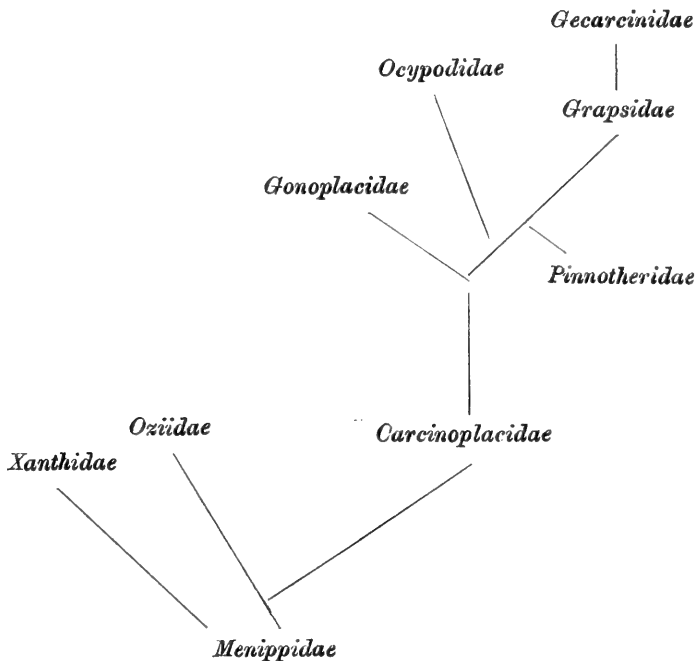 Gecarcinidae
Ocypodidae
Grapsidae
Gonoplacidae
Pinnotheridae
Oziidae
Carcinoplacidae
Xanthidae
Menippidae